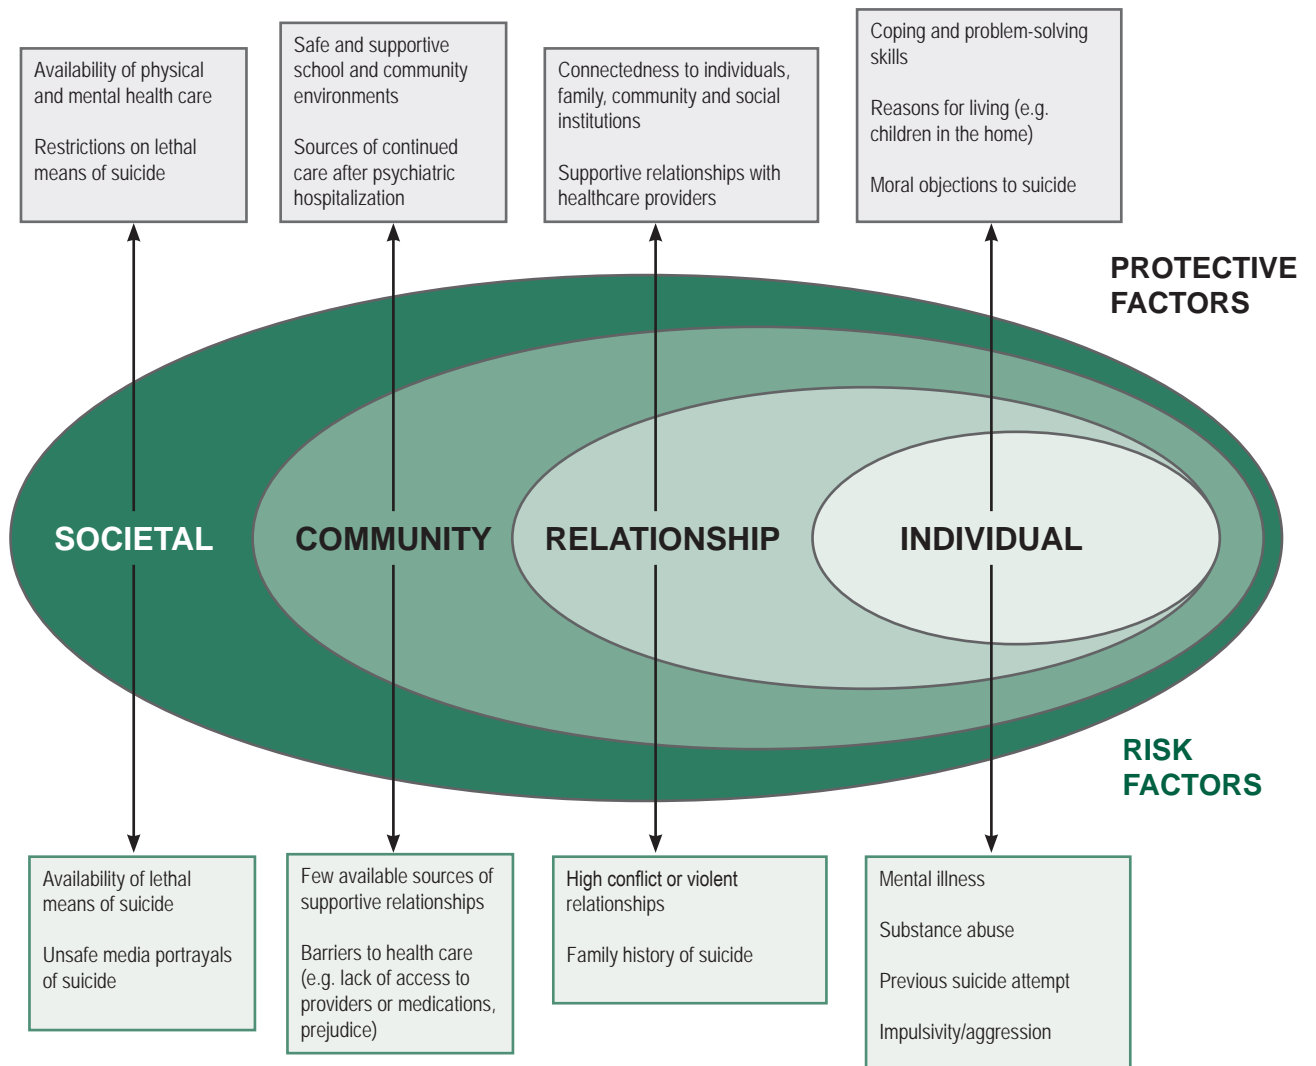 Availability of physical
and mental health care
Restrictions on lethal
means of suicide
Safe and supportive
school and community
environments
Sources of continued
care after psychiatric
hospitalization
Connectedness to individuals,
family, community and social
institutions
Supportive relationships with
healthcare providers
Coping and problem-solving
skills
Reasons for living (e.g.
children in the home)
Moral objections to suicide
PROTECTIVE
FACTORS
SOCIETAL
COMMUNITY
RELATIONSHIP
INDIVIDUAL
RISK
FACTORS
Availability of lethal
means of suicide
Unsafe media portrayals
of suicide
Few available sources of
supportive relationships
Barriers to health care
(e.g. lack of access to
providers or medications,
prejudice)
High conflict or violent
relationships
Family history of suicide
Mental illness
Substance abuse
Previous suicide attempt
Impulsivity/aggression